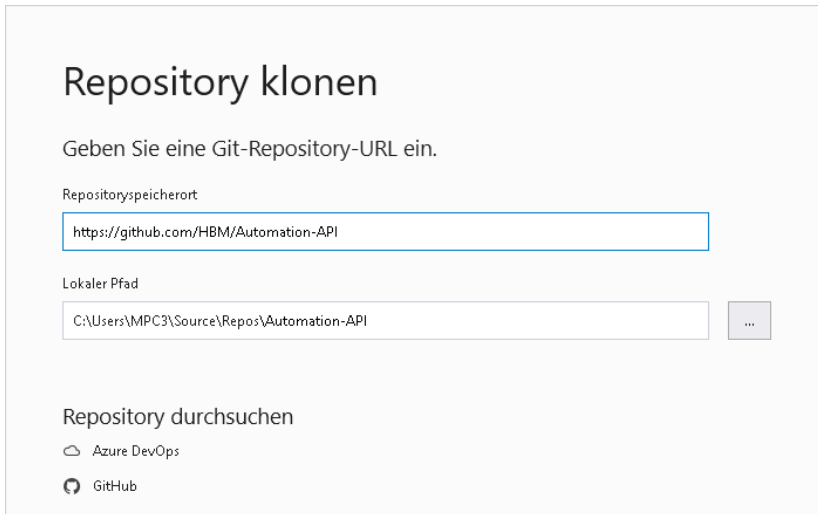 Repository klonen
Geben Sie eine Git-Repository-URL ein.
Repositoryspeicherort
https://github.com/HBM/Automation-API
Lokaler Pfad
C:\Users\MPC3\Source\Repos\Automation-API
...
Repository durchsuchen
Azure DevOps
GitHub